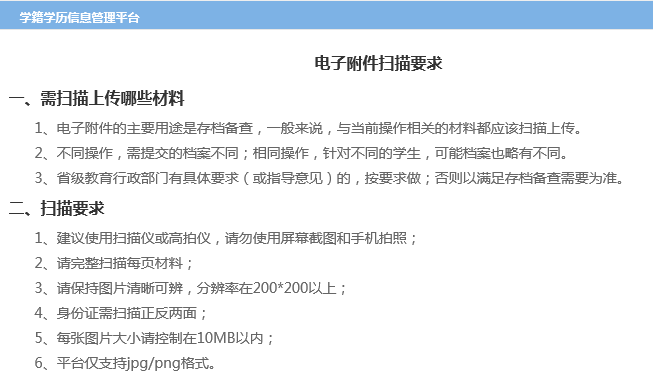 学籍学历信息管理平台
电子附件扫描要求
一、需扫描上传哪些材料
1、电子附件的主要用途是存档备查，一般来说，与当前操作相关的材料都应该扫描上传。
2、不同操作，需提交的档案不同；相同操作，针对不同的学生，可能档案也略有不同。
3、省级教育行政部门有具体要求（或指导意见）的，按要求做；否则以满足存档备查需要为准。
二、扫描要求
1、建议使用扫描仪或高拍仪，请勿使用屏幕截图和手机拍照；
2、请完整扫描每页材料；
3、请保持图片清晰可辨，分辨率在200*200以上；
4、身份证需扫描正反两面；
5、每张图片大小请控制在10MB以内；
6、平台仅支持jpg/png格式。